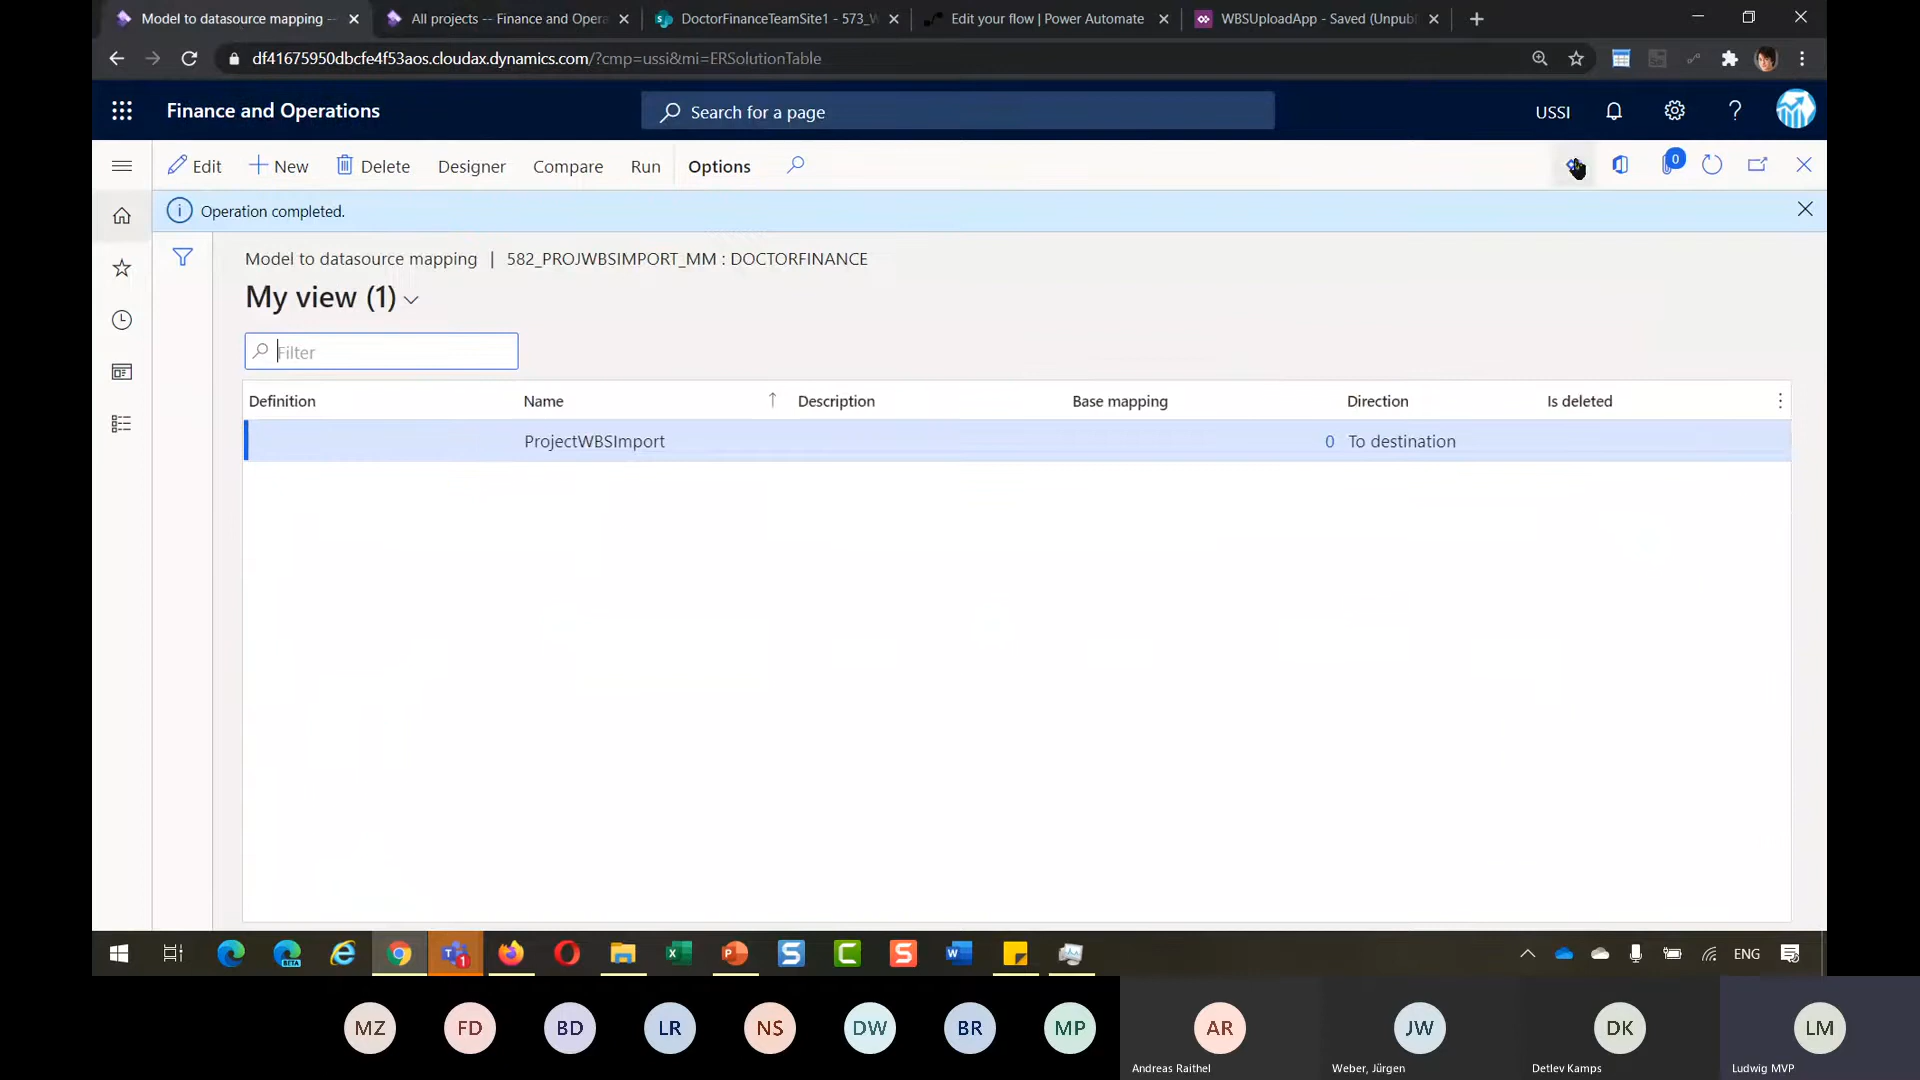 Model to datasource mapping --
All projects -- Finance and Opera
DoctorFinanceTeamSite1 - 573_W
Edit your flow | Power Automate
WBSUploadApp - Saved (Unpubl
df41675950dbcfe4f53aos.cloudax.dynamics.com/?cmp=ussi&mi=ERSolutionTable
Finance and Operations
Search for a page
USSI
Edit
New
Delete
Designer
Compare
Run
Options
0
Operation completed.
Model to datasource mapping | 582_PROJWBSIMPORT_MM : DOCTORFINANCE
My view (1)
Filter
Definition
Name
Description
Base mapping
Direction
Is deleted
ProjectWBSImport
0
To destination
BETA
1
ENG
MZ
FD
BD
LR
NS
DW
BR
MP
AR
JW
DK
LM
Andreas Raithel
Weber, Jürgen
Detlev Kamps
Ludwig MVP